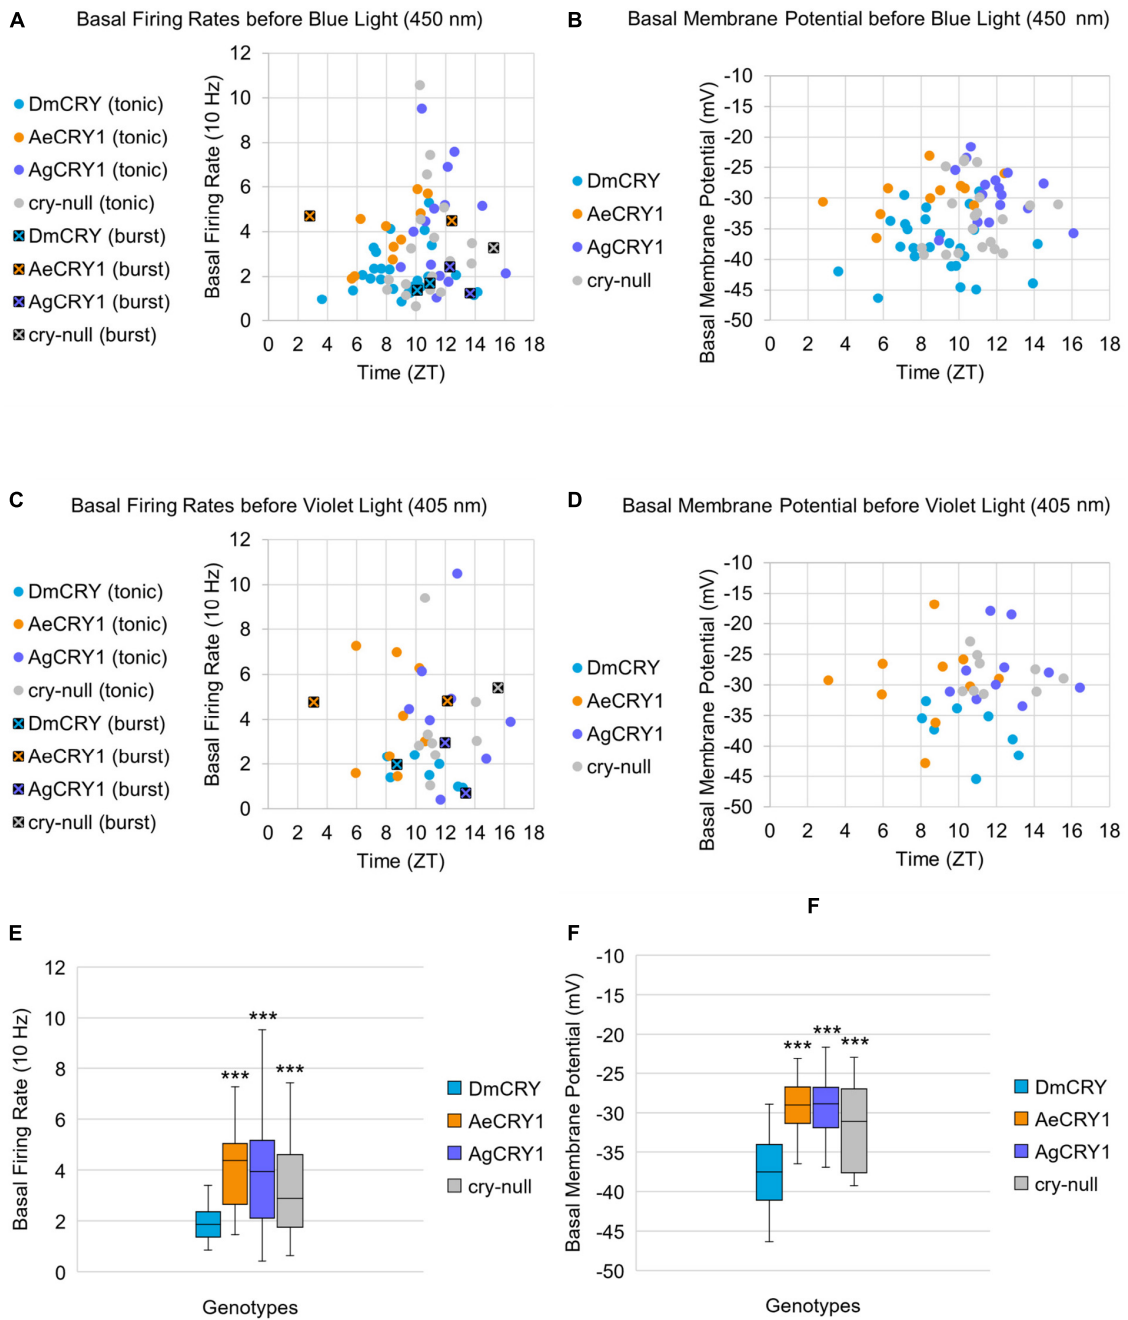 A
Basal Firing Rates before Blue Light (450 nm)
DmCRY (tonic)
AeCRY1 (tonic)
AgCRY1 (tonic)
cry-null (tonic)
DmCRY (burst)
AeCRY1 (burst)
AgCRY1 (burst)
cry-null (burst)
Basal Firing Rate (10 Hz)
12
10
8
6
4
2
0
0 2 4 6 8 10 12 14 16 18
Time (ZT)
B
Basal Membrane Potential before Blue Light (450 nm)
DmCRY
AeCRY1
AgCRY1
cry-null
Basal Membrane Potential (mV)
-10
-15
-20
-25
-30
-35
-40
-45
-50
0 2 4 6 8 10 12 14 16 18
Time (ZT)
C
Basal Firing Rates before Violet Light (405 nm)
DmCRY (tonic)
AeCRY1 (tonic)
AgCRY1 (tonic)
cry-null (tonic)
DmCRY (burst)
AeCRY1 (burst)
AgCRY1 (burst)
cry-null (burst)
Basal Firing Rate (10 Hz)
12
10
8
6
4
2
0
0 2 4 6 8 10 12 14 16 18
Time (ZT)
D
Basal Membrane Potential before Violet Light (405 nm)
DmCRY
AeCRY1
AgCRY1
cry-null
Basal Membrane Potential (mV)
-10
-15
-20
-25
-30
-35
-40
-45
-50
0 2 4 6 8 10 12 14 16 18
Time (ZT)
F
E
Basal Firing Rate (10 Hz)
12
10
8
6
4
2
0
***
***
***
Genotypes
DmCRY
AeCRY1
AgCRY1
cry-null
F
Basal Membrane Potential (mV)
-10
-15
-20
-25
-30
-35
-40
-45
-50
***
***
***
Genotypes
DmCRY
AeCRY1
AgCRY1
cry-null